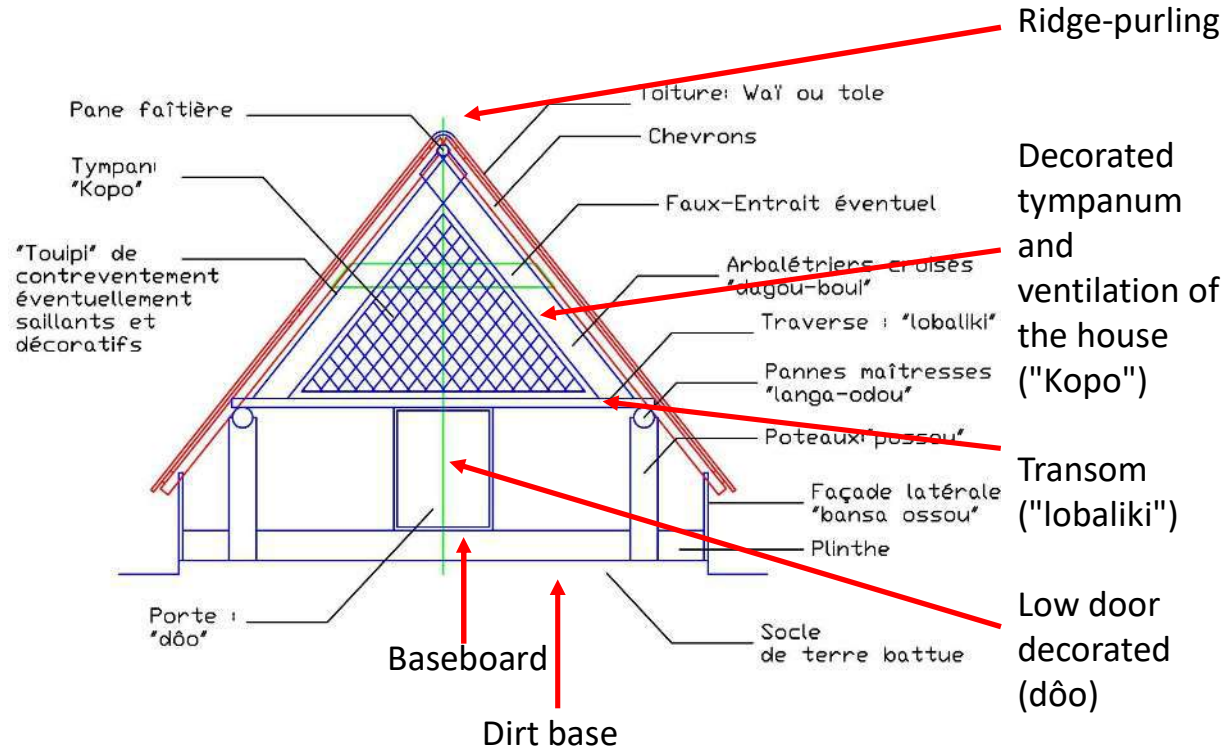 Ridge-purling
Toiture: Waï ou tole
Pane faîtière
Chevrons
Tympan:
"Kopo"
Decorated
tympanum
and
ventilation of
the house
("Kopo")
Faux-Entrait éventuel
"Touipi" de
contreventement
éventuellement
saillants et
décoratifs
Arbalétriers croisés
"dagou-boui"
Traverse : "lobaliki"
Pannes maîtresses
"langa-odou"
Poteaux:"possou"
Transom
("lobaliki")
Façade latérale
"bansa ossou"
Plinthe
Porte :
"dôo"
Socle
de terre battue
Low door
decorated
(dôo)
Baseboard
Dirt base